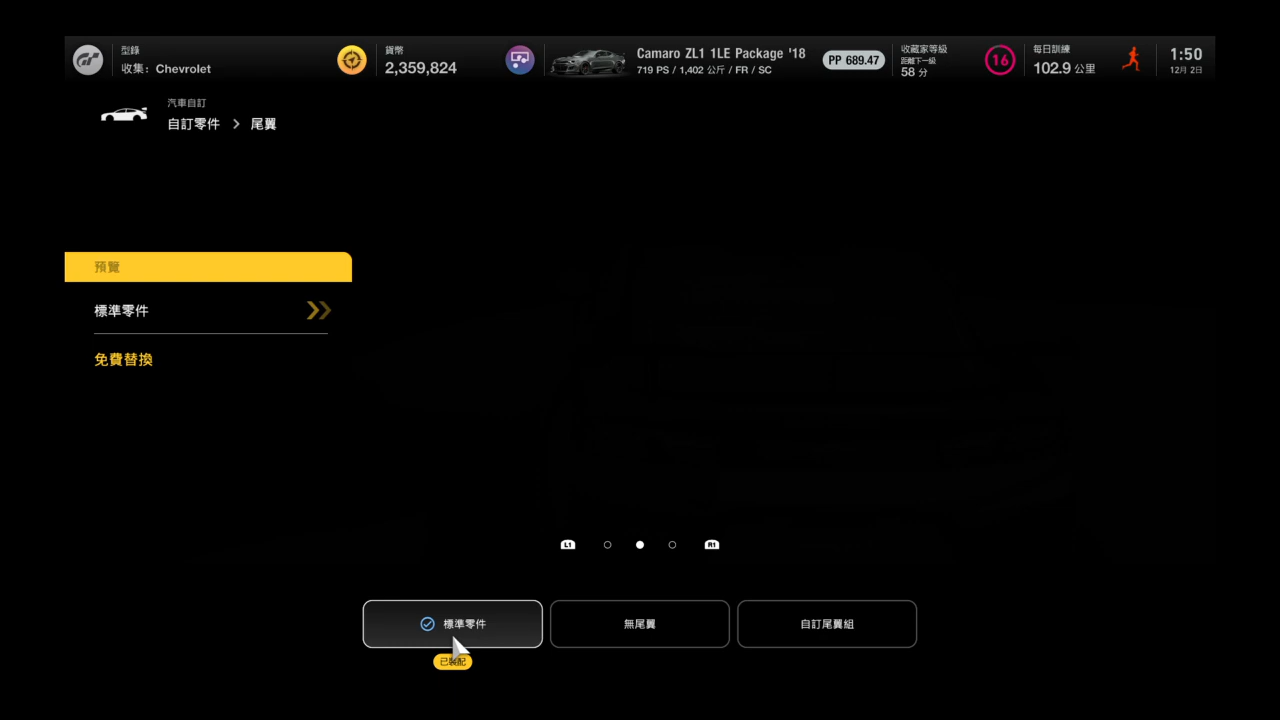 型錄
收集: Chevrolet
貨幣
2,359,824
Camaro ZL1 1LE Package '18
719 PS / 1,402 公斤 / FR / SC
PP 689.47
收藏家等級
距離下一級
58 分
16
每日訓練
102.9 公里
1:50
12月 2日
汽車自訂
自訂零件 > 尾翼
預覽
標準零件
免費替換
L1
R1
標準零件
無尾翼
自訂尾翼組
已裝配